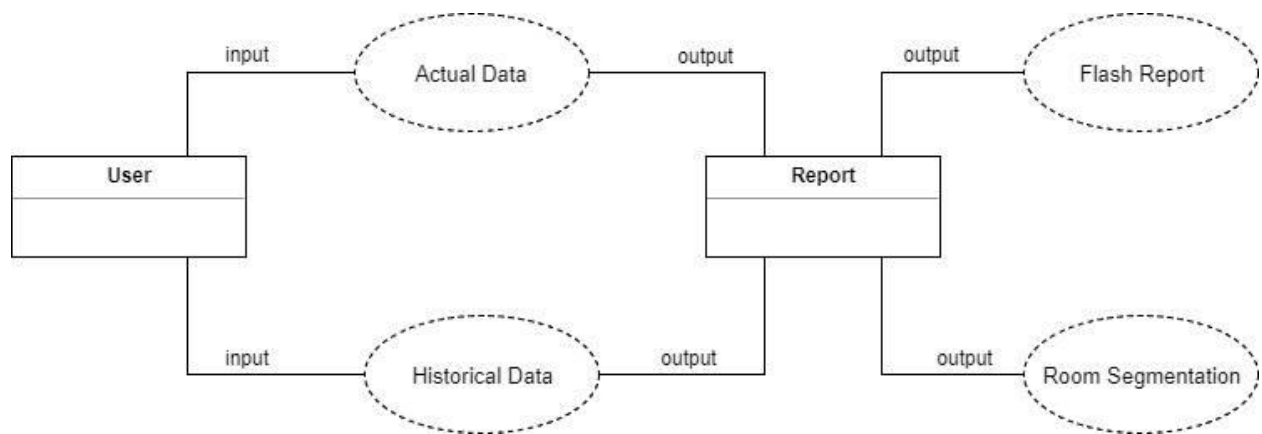 input
Actual Data
output
output
Flash Report
User
Report
input
Historical Data
output
output
Room Segmentation